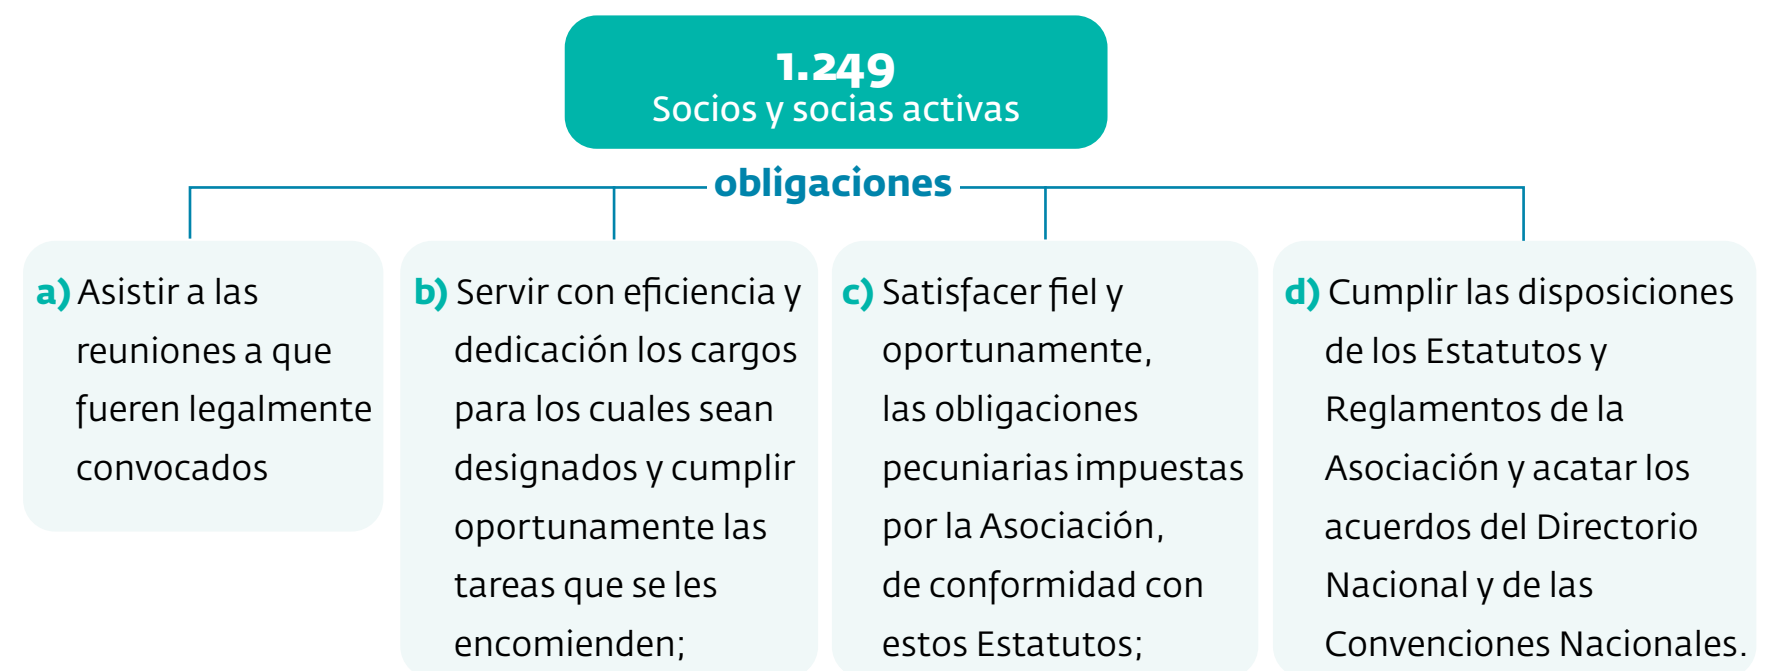 1.249
Socios y socias activas
obligaciones
a) Asistir a las
reuniones a que
fueren legalmente
convocados
b) Servir con eficiencia y
dedicación los cargos
para los cuales sean
designados y cumplir
oportunamente las
tareas que se les
encomienden;
c) Satisfacer fiel y
oportunamente,
las obligaciones
pecuniarias impuestas
por la Asociación,
de conformidad con
estos Estatutos;
d) Cumplir las disposiciones
de los Estatutos y
Reglamentos de la
Asociación y acatar los
acuerdos del Directorio
Nacional y de las
Convenciones Nacionales.